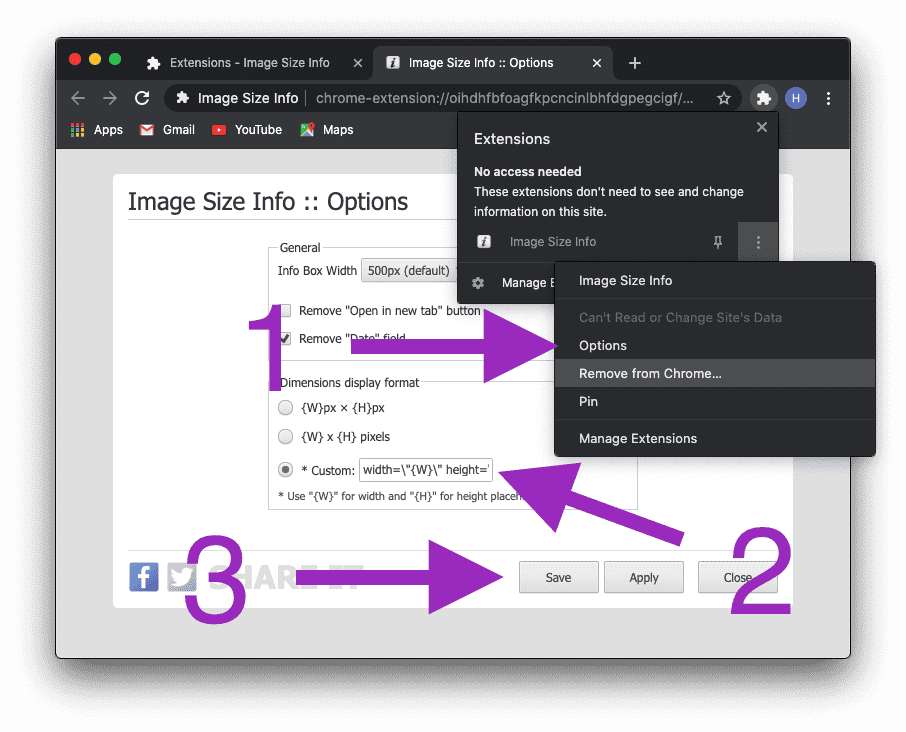 Extensions - Image Size Info
Image Size Info :: Options
Image Size Info
chrome-extension://oihdhfbfoagfkpcncinlbhfdgpegcigf/...
H
Apps
Gmail
YouTube
Maps
Extensions
No access needed
These extensions don't need to see and change
information on this site.
Image Size Info
Manage E
Image Size Info
Can't Read or Change Site's Data
Options
Remove from Chrome...
Pin
Manage Extensions
Image Size Info :: Options
General
Info Box Width 500px (default)
Remove "Open in new tab" button
Remove "Date" field
1
Dimensions display format
{W}px × {H}px
{W} x {H} pixels
* Custom: width=\"{W}\" height=
* Use "{W}" for width and "{H}" for height
2
3
SHARE IT
Save
Apply
Close